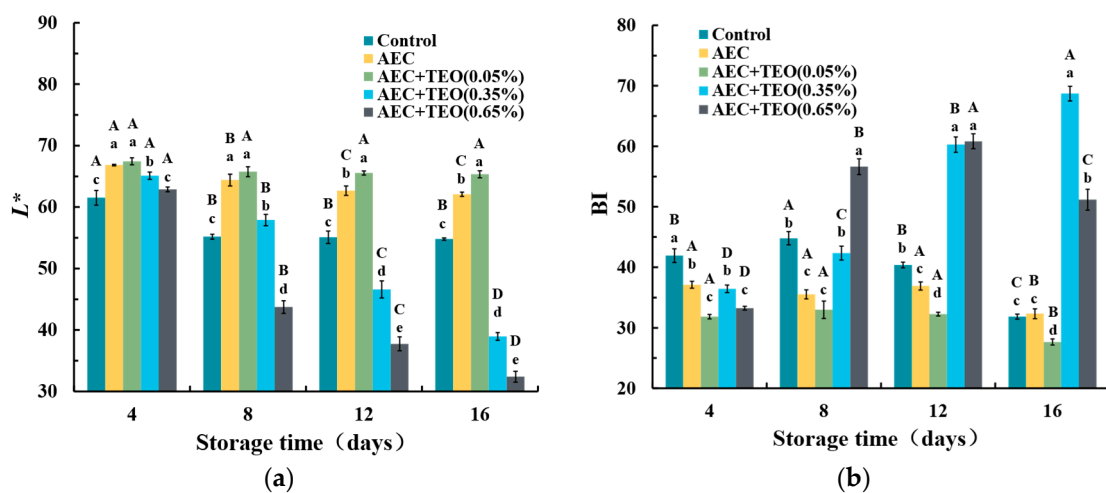 90
80
70
60
50
40
30
L*
Control
AEC
AEC+TEO(0.05%)
AEC+TEO(0.35%)
AEC+TEO(0.65%)
A A A A A
c a a b c
B B A B B
c a a b d
B C A C C
c b a d e
B C A D D
c b a d e
4 8 12 16
Storage time（days）
(a)
80
70
60
50
40
30
20
BI
Control
AEC
AEC+TEO(0.05%)
AEC+TEO(0.35%)
AEC+TEO(0.65%)
B A A D D
a b c b c
A A A C B
b c c b a
B A A B A
b c d a a
C B B A C
c c d a b
4 8 12 16
Storage time（days）
(b)